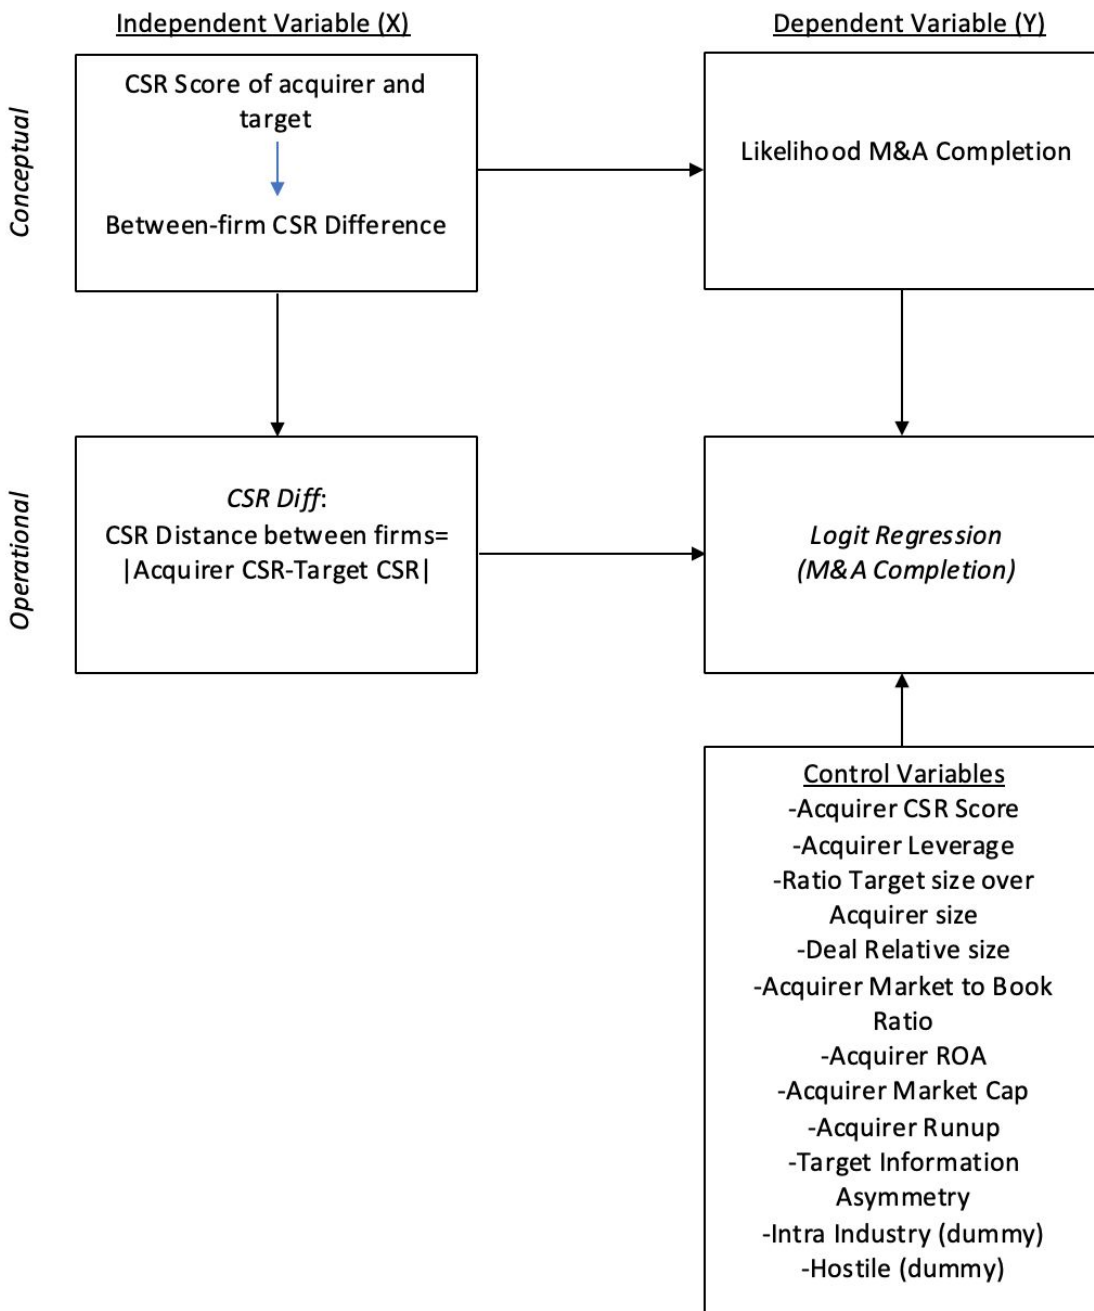 Independent Variable (X)
Dependent Variable (Y)
Conceptual
CSR Score of acquirer and
target
Between-firm CSR Difference
Likelihood M&A Completion
Operational
CSR Diff:
CSR Distance between firms=
|Acquirer CSR-Target CSR|
Logit Regression
(M&A Completion)
Control Variables
-Acquirer CSR Score
-Acquirer Leverage
-Ratio Target size over
Acquirer size
-Deal Relative size
-Acquirer Market to Book
Ratio
-Acquirer ROA
-Acquirer Market Cap
-Acquirer Runup
-Target Information
Asymmetry
-Intra Industry (dummy)
-Hostile (dummy)